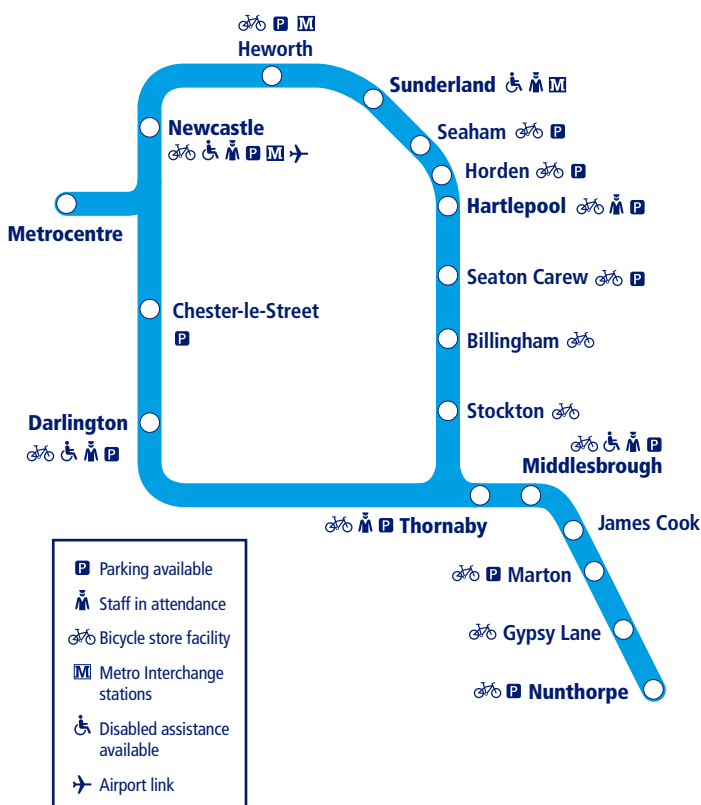 Heworth
Sunderland
Seaham
Newcastle
Horden
Hartlepool
Metrocentre
Seaton Carew
Chester-le-Street
Billingham
Stockton
Darlington
Middlesbrough
Thornaby
James Cook
Marton
Gypsy Lane
Nunthorpe
P Parking available
Staff in attendance
Bicycle store facility
M Metro Interchange
stations
Disabled assistance
available
Airport link